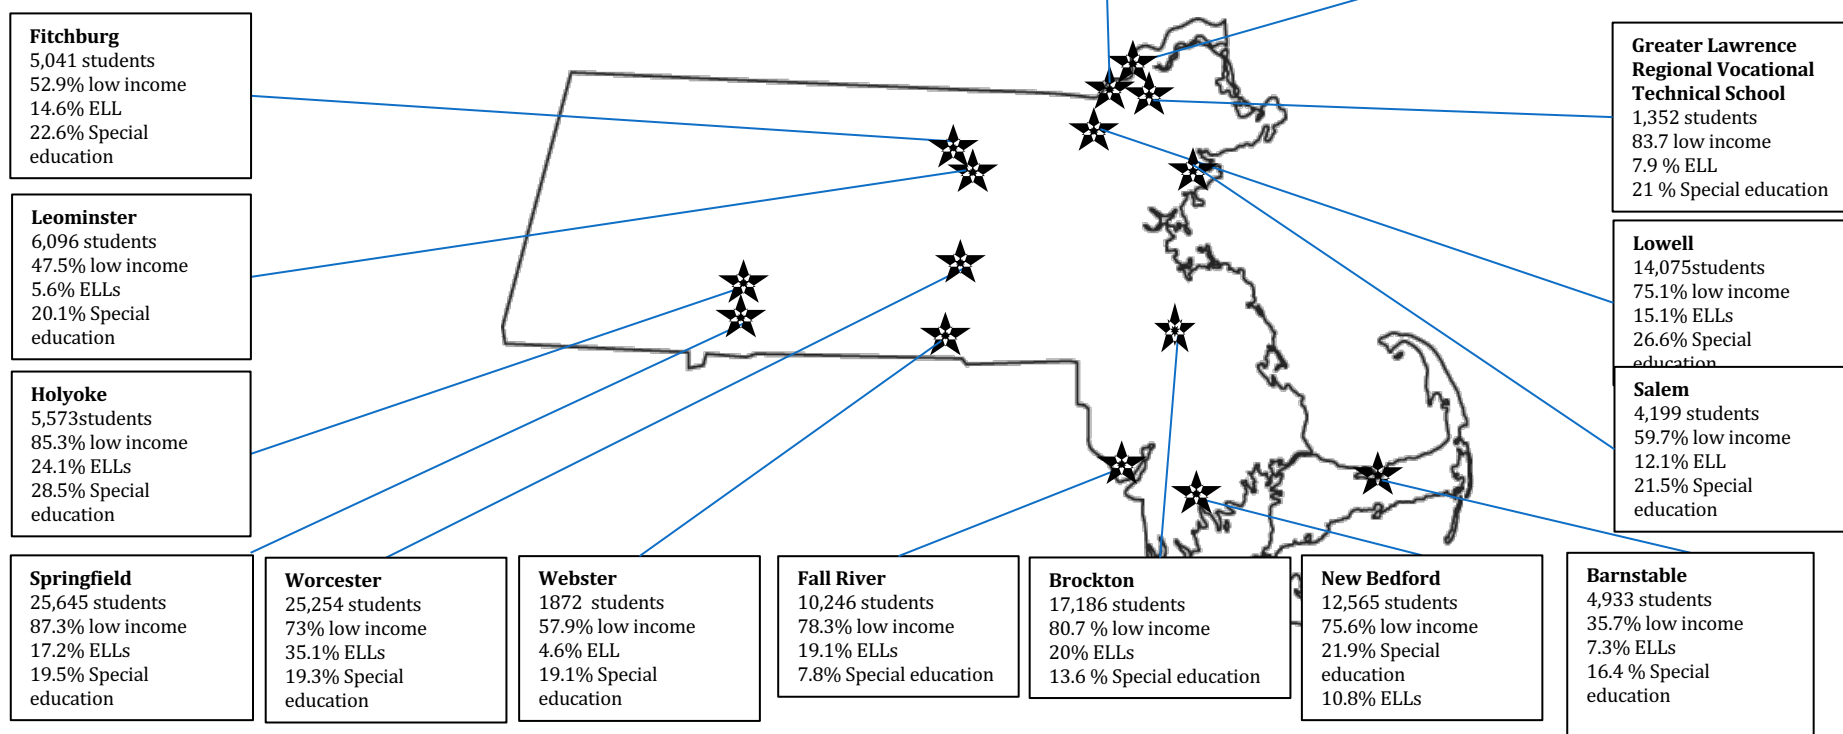 Fitchburg
5,041 students
52.9% low income
14.6% ELL
22.6% Special
education
Leominster
6,096 students
47.5% low income
5.6% ELLs
20.1% Special
education
Holyoke
5,573students
85.3% low income
24.1% ELLs
28.5% Special
education
Greater Lawrence
Regional Vocational
Technical School
1,352 students
83.7 low income
7.9 % ELL
21 % Special education
Lowell
14,075students
75.1% low income
15.1% ELLs
26.6% Special
education
Salem
4,199 students
59.7% low income
12.1% ELL
21.5% Special
education
Springfield
25,645 students
87.3% low income
17.2% ELLs
19.5% Special
education
Worcester
25,254 students
73% low income
35.1% ELLs
19.3% Special
education
Webster
1872 students
57.9% low income
4.6% ELL
19.1% Special
education
Fall River
10,246 students
78.3% low income
19.1% ELLs
7.8% Special education
Brockton
17,186 students
80.7 % low income
20% ELLs
13.6 % Special education
New Bedford
12,565 students
75.6% low income
21.9% Special
education
10.8% ELLs
Barnstable
4,933 students
35.7% low income
7.3% ELLs
16.4 % Special
education